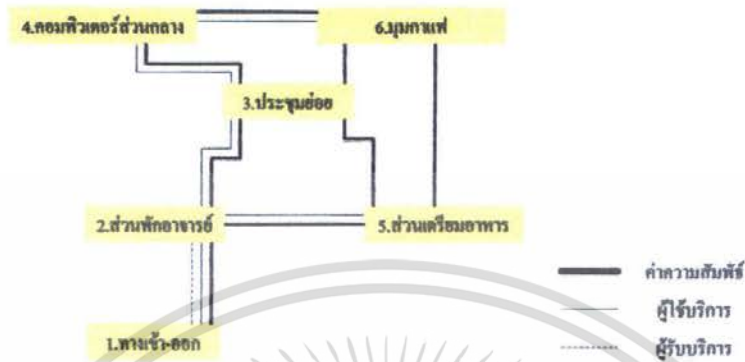 4.คอมพิวเตอร์ส่วนกลาง
6.มุมกาแฟ
3.ประชุมย่อย
2.ส่วนพักอาจารย์
5.ส่วนเตรียมอาหาร
ค่าความสัมพัธ์
ผู้ใช้บริการ
1.ทางเข้า-ออก
ผู้รับบริการ